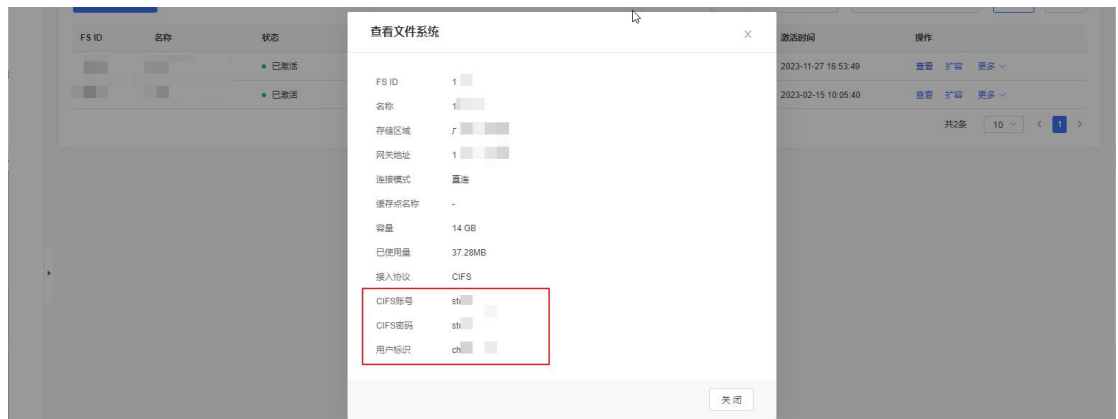 FS ID 名称 状态 激活时间 操作
已激活 2023-11-27 16:53:49 查看 扩容 更多
已激活 2023-02-15 10:05:40 查看 扩容 更多
共2条 10 1
查看文件系统
FS ID 1
名称 1
存储区域
网关地址 1
连接模式 直连
缓存点名称 -
容量 14 GB
已使用量 37.28MB
接入协议 CIFS
CIFS账号 st
CIFS密码 st
用户标识 ch
关闭